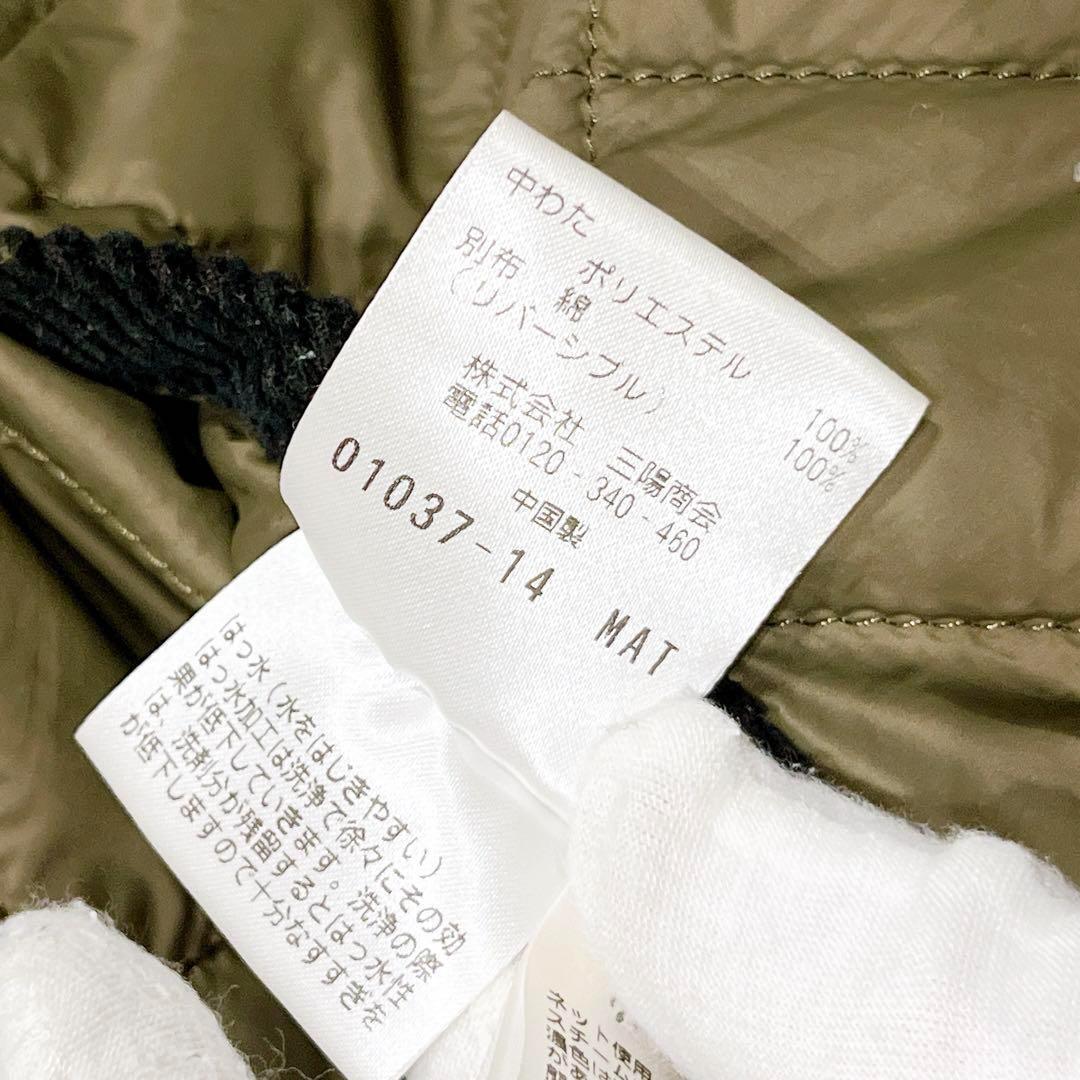 中わた ポリエステル 100%
別布 綿 100%
（リバーシブル）
株式会社 三陽商会
電話0120-340-460
中国製
01037-14 MAT
はっ水（水をはじきやすい）
はっ水加工は洗浄で徐々にその効
果が低下していきます。洗浄の際
は、洗剤分が残留するとはっ水性
が低下しますので十分なすすぎを
ネット使用